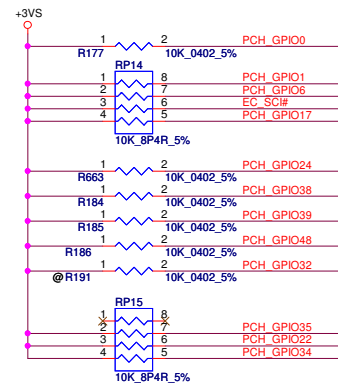 +3VS
1 2 PCH_GPIO0
R177 10K_0402_5%
RP14
1 8 PCH_GPIO1
2 7 PCH_GPIO6
3 6 EC_SCI#
4 5 PCH_GPIO17
10K_8P4R_5%
1 2 PCH_GPIO24
R663 10K_0402_5%
1 2 PCH_GPIO38
R184 10K_0402_5%
1 2 PCH_GPIO39
R185 10K_0402_5%
1 2 PCH_GPIO48
R186 10K_0402_5%
1 2 PCH_GPIO32
@R191 10K_0402_5%
RP15
1 8
2 7 PCH_GPIO35
3 6 PCH_GPIO22
4 5 PCH_GPIO34
10K_8P4R_5%